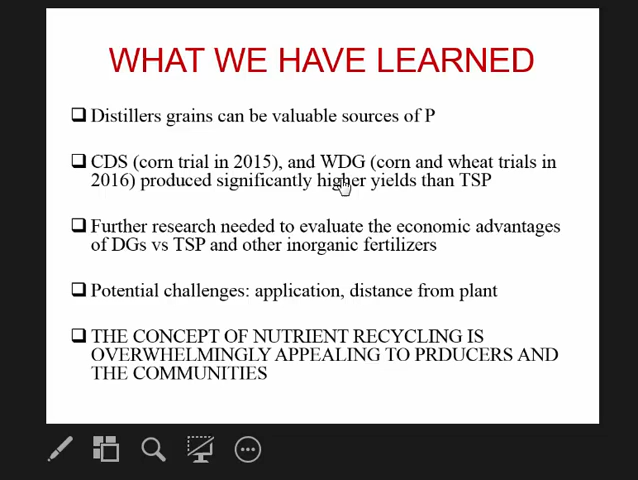 WHAT WE HAVE LEARNED
Distillers grains can be valuable sources of P
CDS (corn trial in 2015), and WDG (corn and wheat trials in
2016) produced significantly higher yields than TSP
Further research needed to evaluate the economic advantages
of DGs vs TSP and other inorganic fertilizers
Potential challenges: application, distance from plant
THE CONCEPT OF NUTRIENT RECYCLING IS
OVERWHELMINGLY APPEALING TO PRDUCERS AND
THE COMMUNITIES